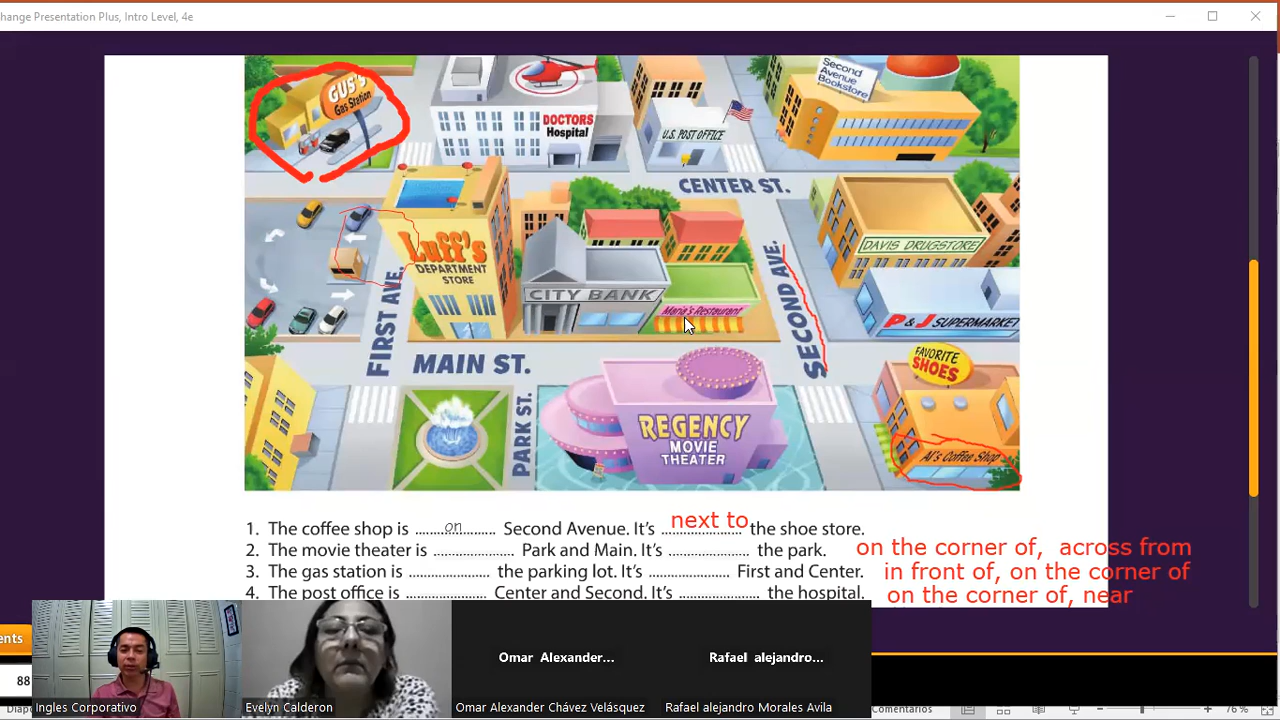 hange Presentation Plus, Intro Level, 4e
GUS's
Gas Station
DOCTORS
Hospital
U.S. POST OFFICE
Second
Avenue
Bookstore
CENTER ST.
Luff's
DEPARTMENT
STORE
CITY BANK
Maria's Restaurant
DAVIS DRUGSTORE
P & J SUPERMARKET
FIRST AVE.
SECOND AVE.
MAIN ST.
PARK ST.
REGENCY
MOVIE
THEATER
FAVORITE
SHOES
Al's Coffee Shop
1. The coffee shop is ...on... Second Avenue. It's next to the shoe store.
2. The movie theater is .................... Park and Main. It's .................... the park. on the corner of, across from
3. The gas station is .................... the parking lot. It's .................... First and Center. in front of, on the corner of
4. The post office is .................... Center and Second. It's .................... the hospital. on the corner of, near
ents
Omar Alexander...
Rafael alejandro...
88
Ingles Corporativo
Evelyn Calderon
Omar Alexander Chávez Velásquez
Rafael alejandro Morales Avila
Diapo
Comentarios
76 %